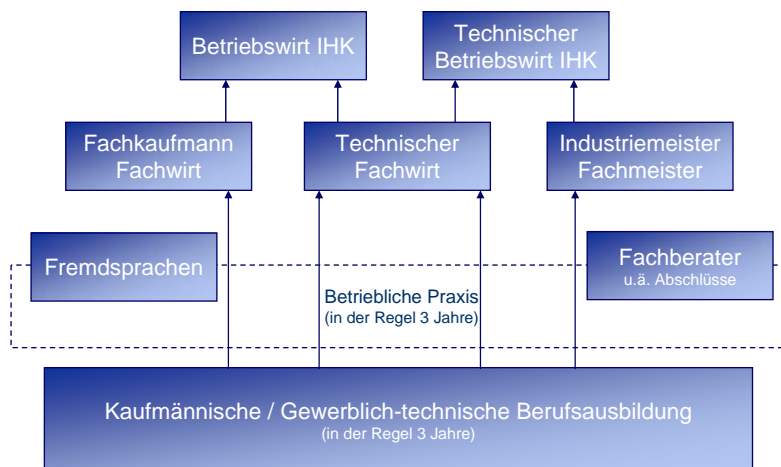 Betriebswirt IHK
Technischer
Betriebswirt IHK
Fachkaufmann
Fachwirt
Technischer
Fachwirt
Industriemeister
Fachmeister
Fremdsprachen
Fachberater
u.ä. Abschlüsse
Betriebliche Praxis
(in der Regel 3 Jahre)
Kaufmännische / Gewerblich-technische Berufsausbildung
(in der Regel 3 Jahre)